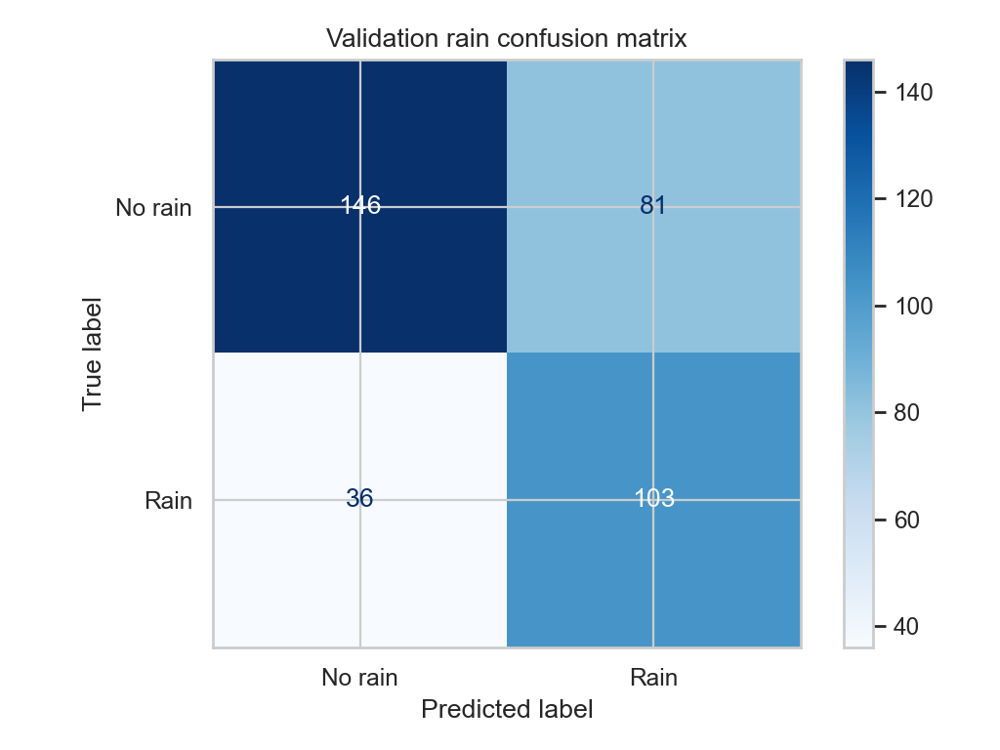 Validation rain confusion matrix
True label
No rain
146
81
Rain
36
103
No rain
Rain
Predicted label
140
120
100
80
60
40